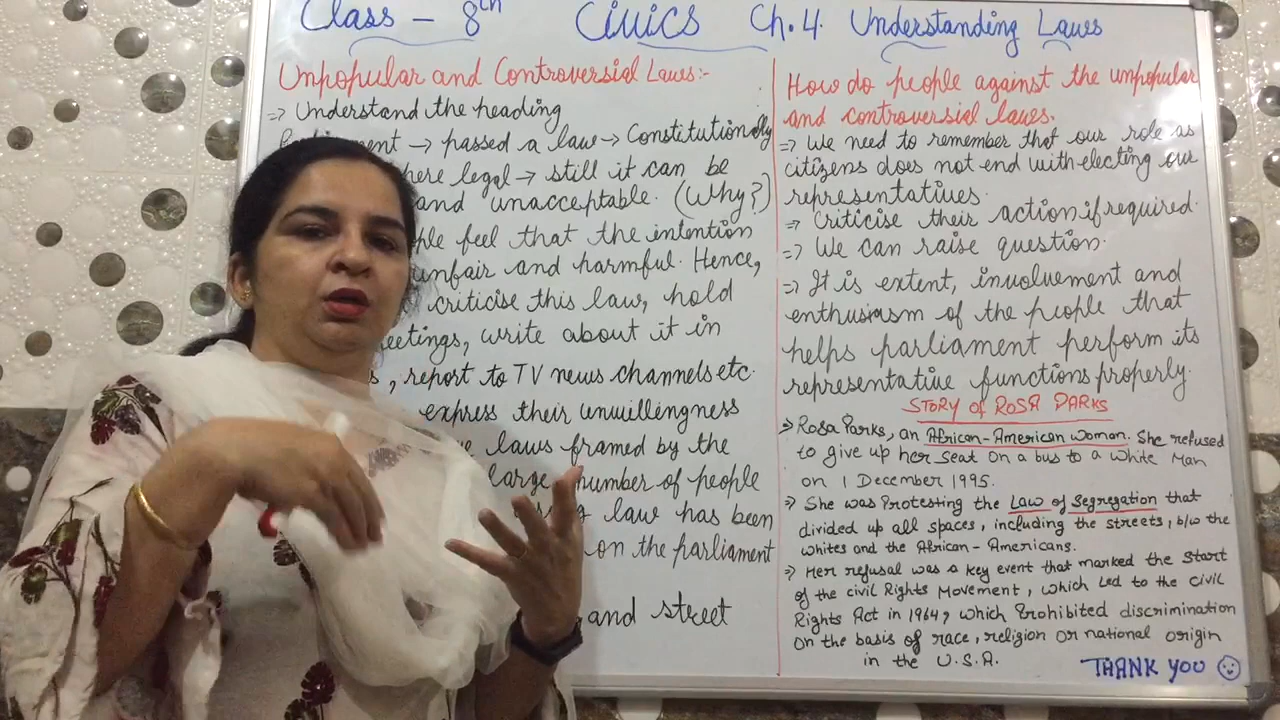 Class - 8th Civics Ch.4. Understanding Laws
Unpopular and Controversial Laws:-
⇒ Understand the heading
→ passed a law → Constitutionally
here legal → still it can be
and unacceptable. (Why?)
feel that the intention
unfair and harmful. Hence,
criticise this law, hold
write about it in
, report to TV news channels etc.
express their unwillingness
laws framed by the
large number of people
law has been
on the parliament
and street
How do people against the unpopular
and controversial laws.
⇒ We need to remember that our role as
citizens does not end with electing our
representatives.
⇒ Criticise their action if required.
⇒ We can raise question.
⇒ It is extent, involvement and
enthusiasm of the people that
helps parliament perform its
representative functions properly.
STORY of ROSA PARKS
⇒ Rosa Parks, an African-American woman. She refused
to give up her seat on a bus to a white Man
on 1 December 1995.
⇒ She was Protesting the Law of Segregation that
divided up all spaces, including the streets, b/w the
whites and the African-Americans.
⇒ Her refusal was a key event that marked the start
of the civil Rights Movement, which led to the civil
Rights Act in 1964, which Prohibited discrimination
on the basis of race, religion or national origin
in the U.S.A.
THANK YOU ☺